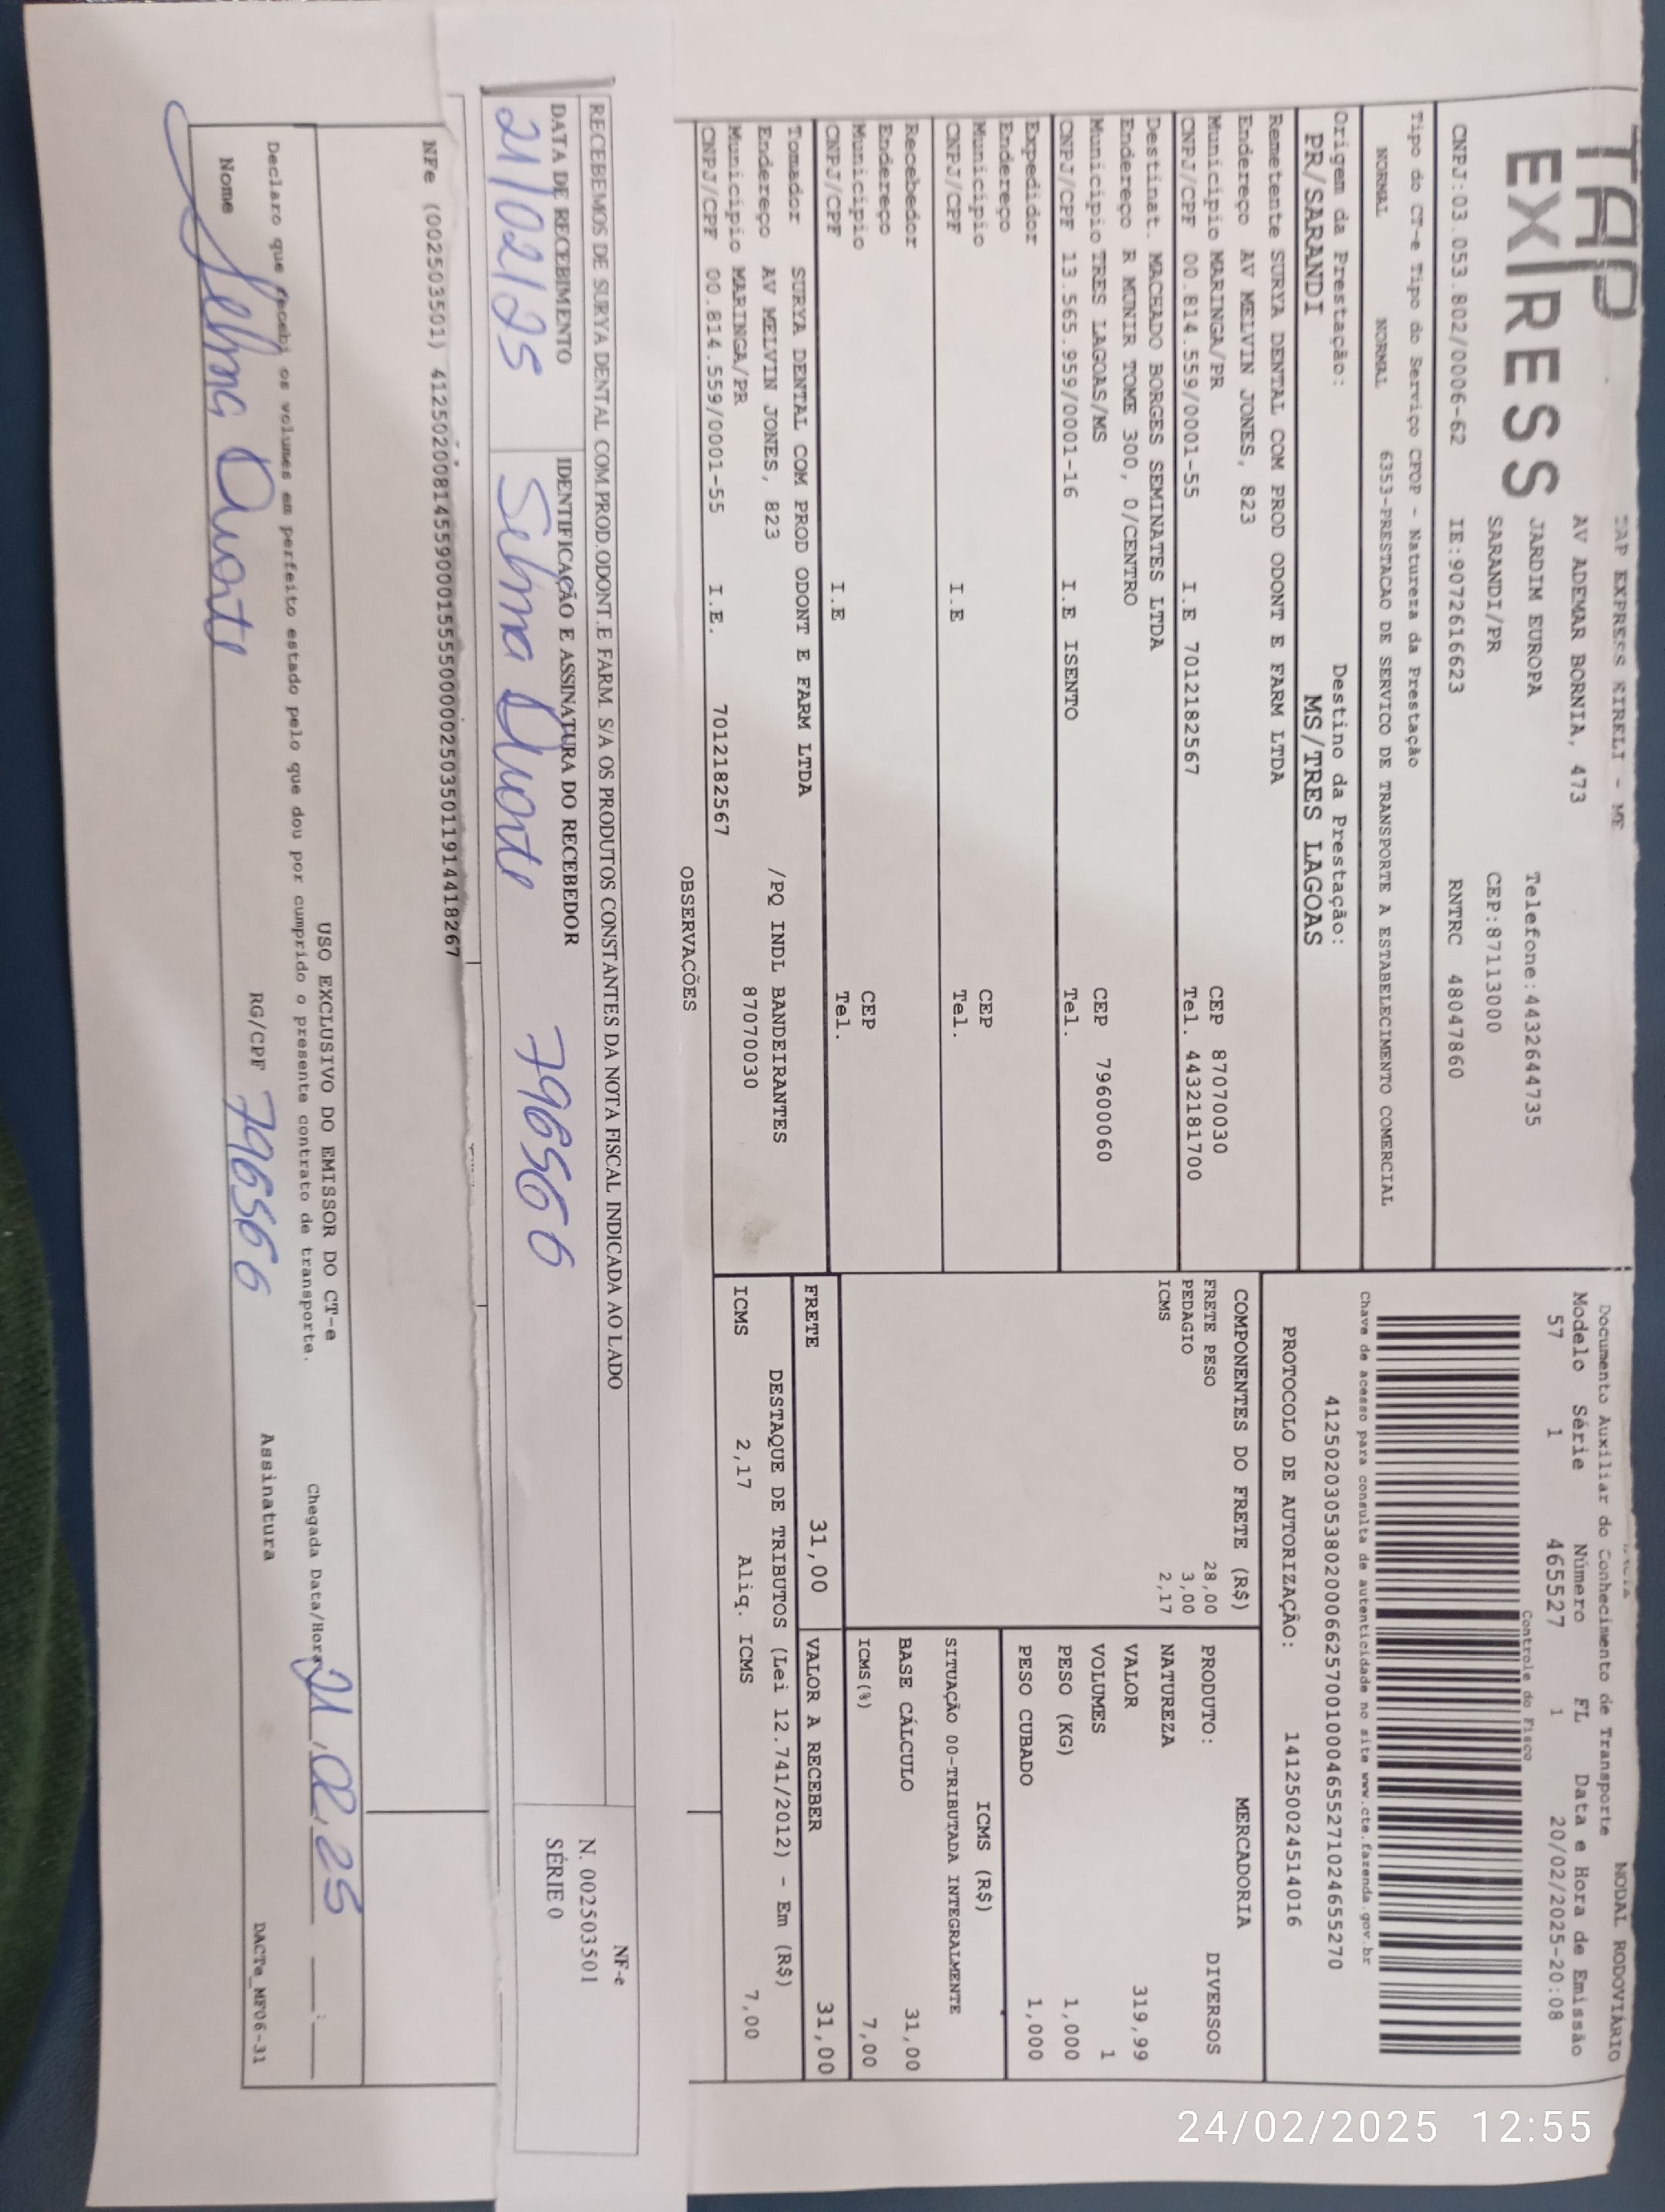 TAP
EXPRESS
TAP EXPRESS EIRELI - ME
AV ADEMAR BORNIA, 473
JARDIM EUROPA Telefone:4432644735
SARANDI/PR CEP:87113000
CNPJ:03.053.802/0006-62 IE:9072616623 RNTRC 48047860
MODAL RODOVIÁRIO
Documento Auxiliar do Conhecimento de Transporte
Modelo Série Número FL Data e Hora de Emissão
57 1 465527 1 20/02/2025-20:08
Controle do Fisco
Tipo do CT-e Tipo do Serviço CFOP - Natureza da Prestação
NORMAL NORMAL 6353-PRESTACAO DE SERVICO DE TRANSPORTE A ESTABELECIMENTO COMERCIAL
Chave de acesso para consulta de autenticidade no site www.cte.fazenda.gov.br
41250203053802000662570010004655271024655270
Origem da Prestação: Destino da Prestação:
PR/SARANDI MS/TRES LAGOAS
PROTOCOLO DE AUTORIZAÇÃO: 141250024514016
Remetente SURYA DENTAL COM PROD ODONT E FARM LTDA
Endereço AV MELVIN JONES, 823
Município MARINGA/PR CEP 87070030
CNPJ/CPF 00.814.559/0001-55 I.E 7012182567 Tel. 4432181700
Destinat. MACHADO BORGES SEMINATES LTDA
Endereço R MUNIR TOME 300, 0/CENTRO
Município TRES LAGOAS/MS CEP 79600060
CNPJ/CPF 13.565.959/0001-16 I.E ISENTO Tel.
Expedidor
Endereço
Município CEP
CNPJ/CPF I.E Tel.
Recebedor
Endereço
Município CEP
CNPJ/CPF I.E Tel.
Tomador SURYA DENTAL COM PROD ODONT E FARM LTDA
Endereço AV MELVIN JONES, 823 /PQ INDL BANDEIRANTES
Município MARINGA/PR 87070030
CNPJ/CPF 00.814.559/0001-55 I.E. 7012182567
COMPONENTES DO FRETE (R$)
FRETE PESO 28,00
PEDAGIO 3,00
ICMS 2,17
MERCADORIA
PRODUTO: DIVERSOS
NATUREZA
VALOR 319,99
VOLUMES 1
PESO (KG) 1,000
PESO CUBADO 1,000
ICMS (R$)
SITUAÇÃO 00-TRIBUTADA INTEGRALMENTE
BASE CÁLCULO 31,00
ICMS(%) 7,00
FRETE 31,00 VALOR A RECEBER 31,00
DESTAQUE DE TRIBUTOS (Lei 12.741/2012) - Em (R$)
ICMS 2,17 Aliq. ICMS 7,00
OBSERVAÇÕES
RECEBEMOS DE SURYA DENTAL COM PROD.ODONT.E FARM. S/A OS PRODUTOS CONSTANTES DA NOTA FISCAL INDICADA AO LADO
DATA DE RECEBIMENTO IDENTIFICAÇÃO E ASSINATURA DO RECEBEDOR
21/02/25 Selma Duarte 796566
NF-e
N. 002503501
SÉRIE 0
NFe (002503501) 41250200814559000155550000025035011914418267
USO EXCLUSIVO DO EMISSOR DO CT-e
Declaro que recebi os volumes em perfeito estado pelo que dou por cumprido o presente contrato de transporte.
Chegada Data/Hora 21,02,25 :
Nome Selma Duarte RG/CPF 796566 Assinatura
DACTe_MF06-31
24/02/2025 12:55